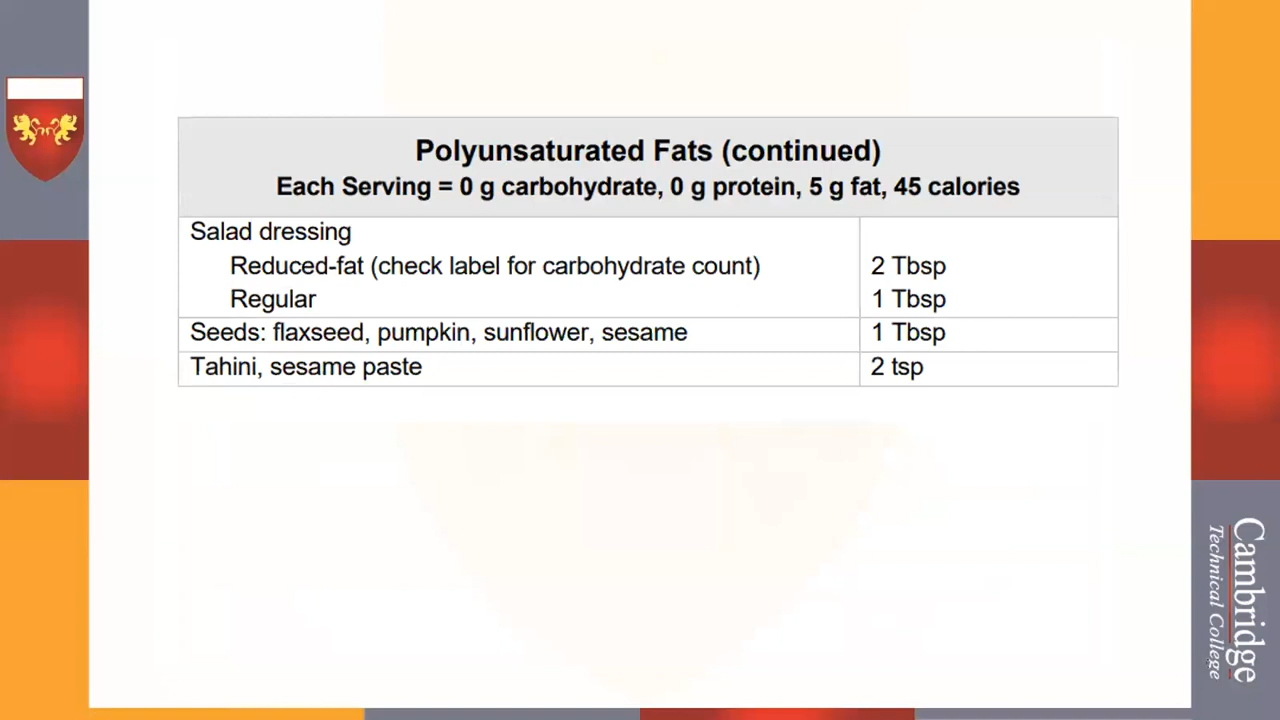 Polyunsaturated Fats (continued)
Each Serving = 0 g carbohydrate, 0 g protein, 5 g fat, 45 calories
Salad dressing
Reduced-fat (check label for carbohydrate count) 2 Tbsp
Regular 1 Tbsp
Seeds: flaxseed, pumpkin, sunflower, sesame 1 Tbsp
Tahini, sesame paste 2 tsp
Cambridge
Technical College